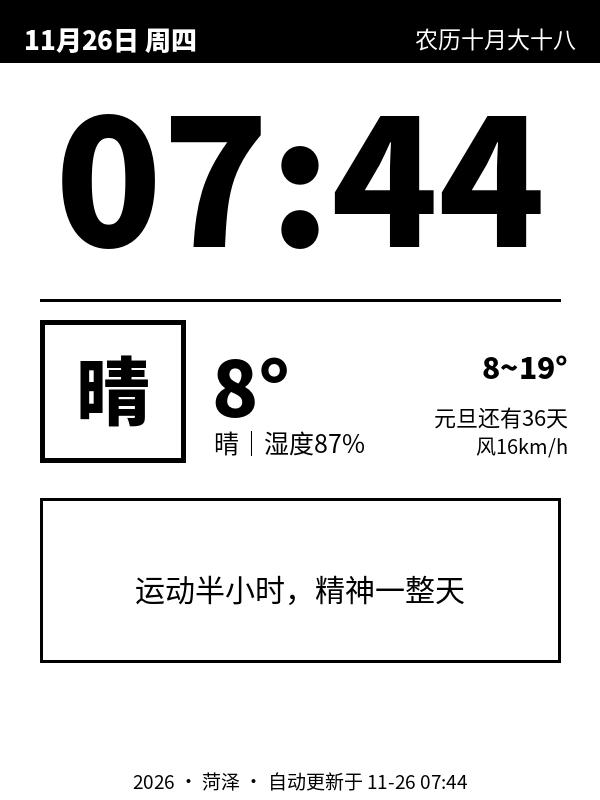 11月26日 周四
农历十月大十八
07:44
晴
8°
晴｜湿度87%
8~19°
元旦还有36天
风16km/h
运动半小时，精神一整天
2026 • 菏泽 • 自动更新于 11-26 07:44